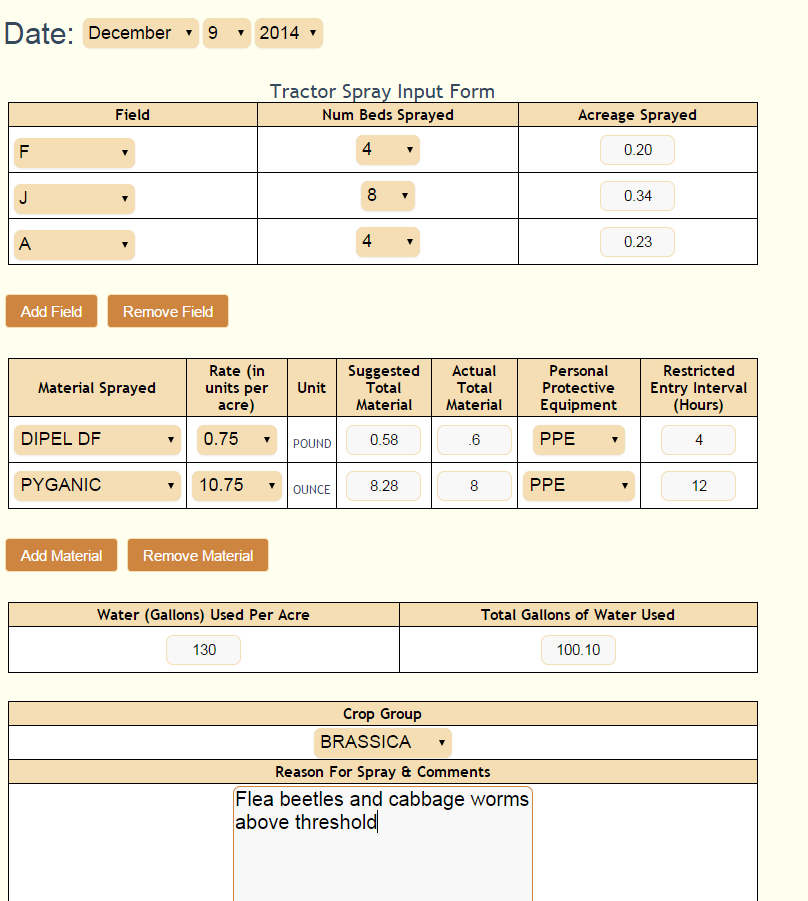 Date: December 9 2014
Tractor Spray Input Form
Field Num Beds Sprayed Acreage Sprayed
F 4 0.20
J 8 0.34
A 4 0.23
Add Field Remove Field
Material Sprayed Rate (in units per acre) Unit Suggested Total Material Actual Total Material Personal Protective Equipment Restricted Entry Interval (Hours)
DIPEL DF 0.75 POUND 0.58 .6 PPE 4
PYGANIC 10.75 OUNCE 8.28 8 PPE 12
Add Material Remove Material
Water (Gallons) Used Per Acre Total Gallons of Water Used
130 100.10
Crop Group
BRASSICA
Reason For Spray & Comments
Flea beetles and cabbage worms
above threshold